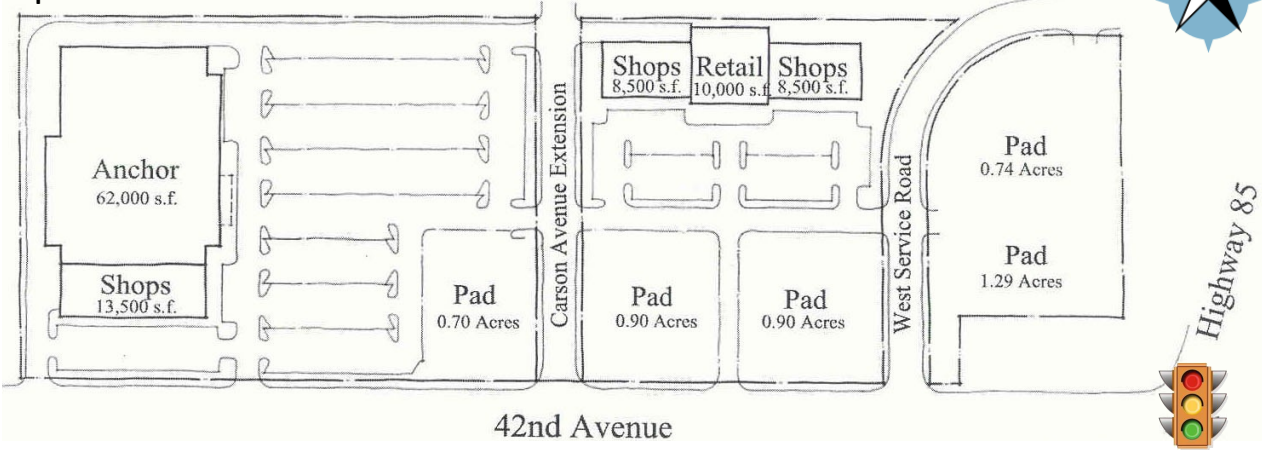 Anchor
62,000 s.f.
Shops
13,500 s.f.
Pad
0.70 Acres
Carson Avenue Extension
Shops
8,500 s.f.
Retail
10,000 s.f.
Shops
8,500 s.f.
Pad
0.90 Acres
Pad
0.90 Acres
West Service Road
Pad
0.74 Acres
Pad
1.29 Acres
Highway 85
42nd Avenue